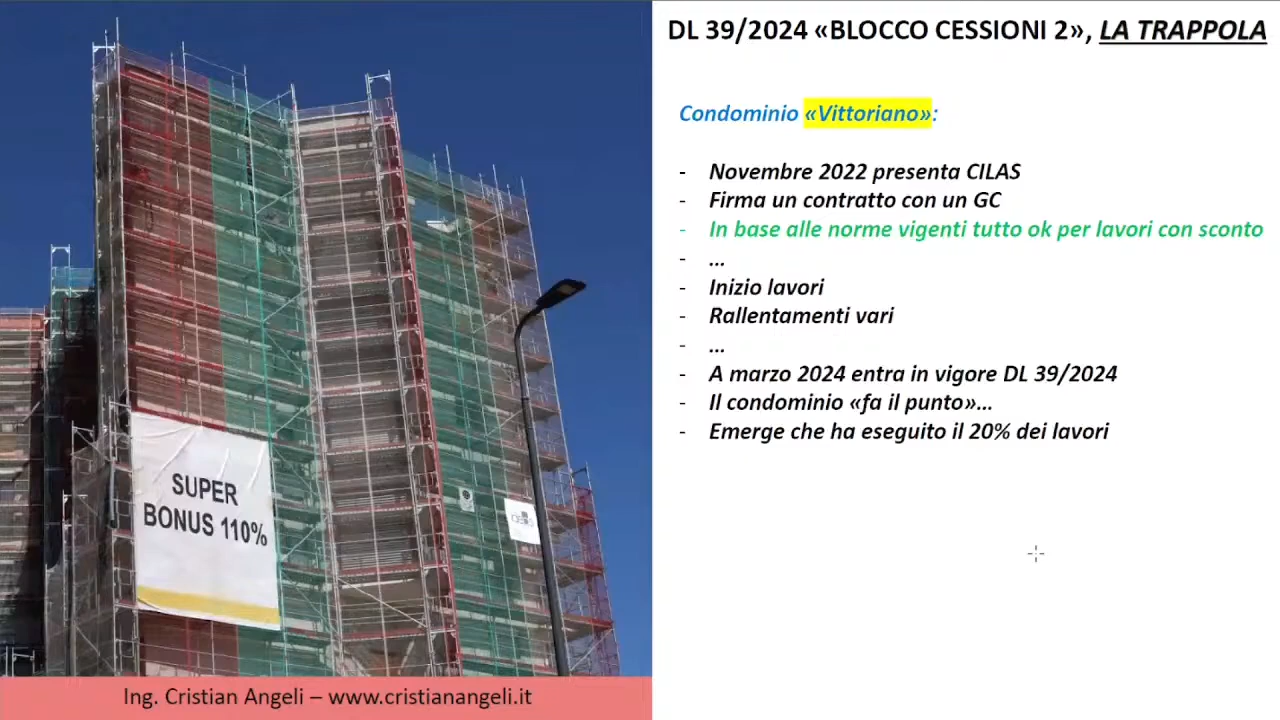 DL 39/2024 «BLOCCO CESSIONI 2», LA TRAPPOLA
Condominio «Vittoriano»:
- Novembre 2022 presenta CILAS
- Firma un contratto con un GC
- In base alle norme vigenti tutto ok per lavori con sconto
- ...
- Inizio lavori
- Rallentamenti vari
- ...
- A marzo 2024 entra in vigore DL 39/2024
- Il condominio «fa il punto»...
- Emerge che ha eseguito il 20% dei lavori
SUPER
BONUS 110%
Ing. Cristian Angeli – www.cristianangeli.it